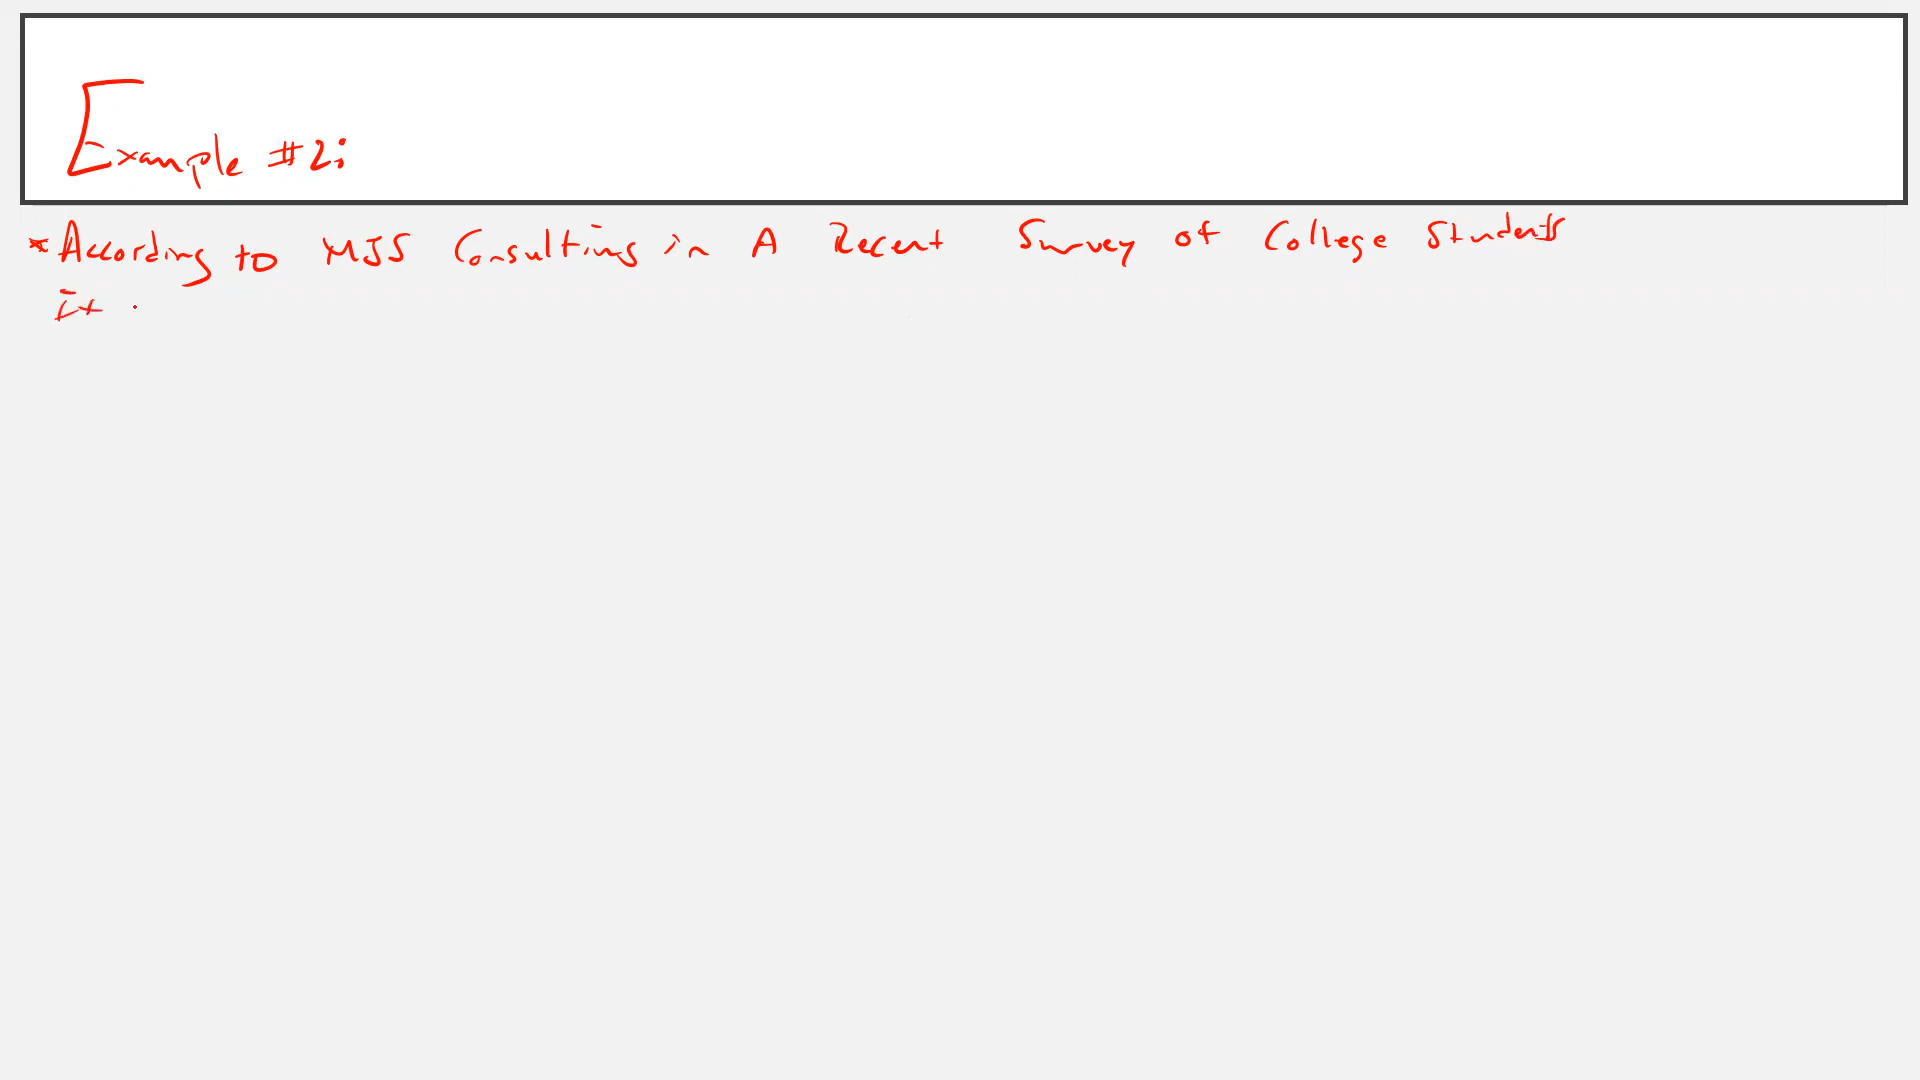 Example #2:
* According to MJS Consulting in A Recent Survey of College Students
It